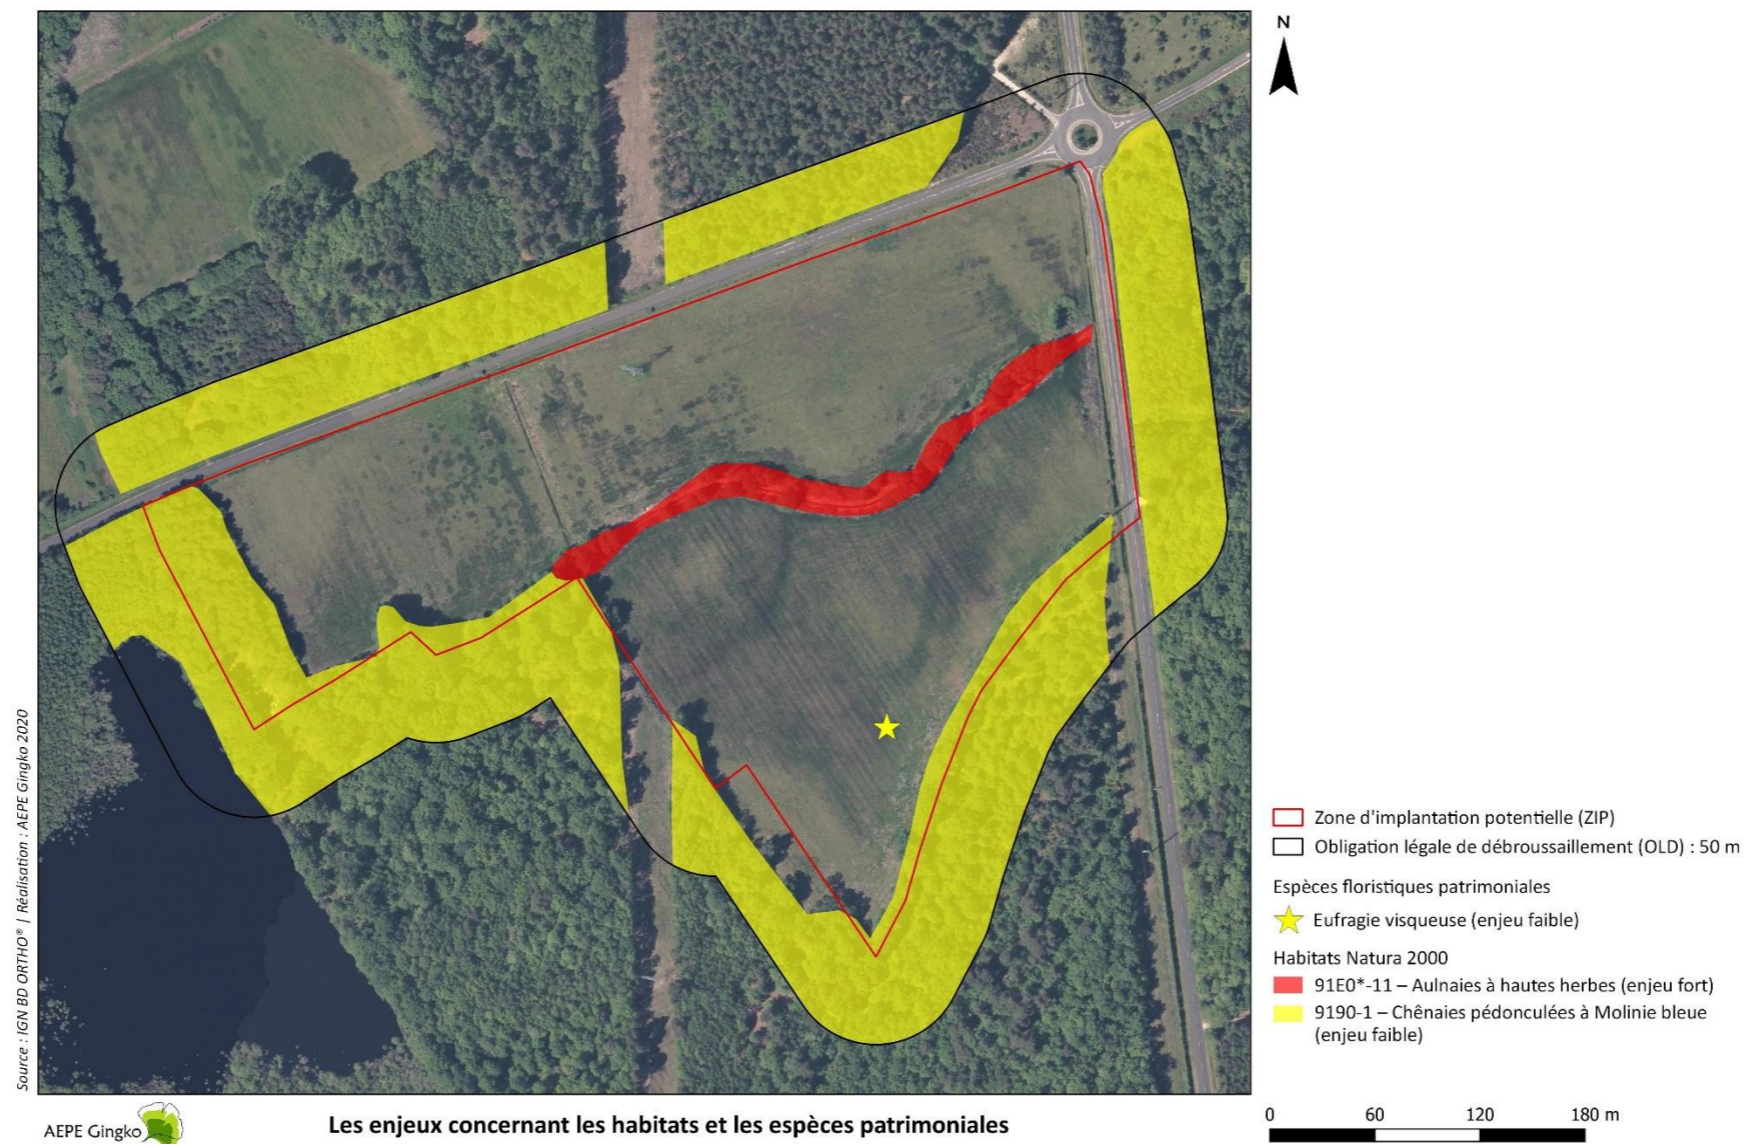 N
Zone d'implantation potentielle (ZIP)
Obligation légale de débroussaillement (OLD) : 50 m
Espèces floristiques patrimoniales
Eufragie visqueuse (enjeu faible)
Habitats Natura 2000
91E0*-11 – Aulnaies à hautes herbes (enjeu fort)
9190-1 – Chênaies pédonculées à Molinie bleue
(enjeu faible)
0 60 120 180 m
Source : IGN BD ORTHO® | Réalisation : AEPE Gingko 2020
AEPE Gingko
Les enjeux concernant les habitats et les espèces patrimoniales